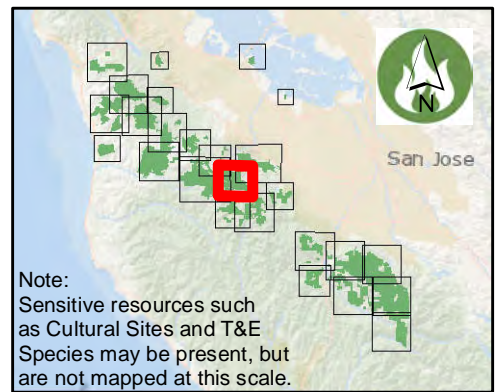 N
San Jose
Note:
Sensitive resources such
as Cultural Sites and T&E
Species may be present, but
are not mapped at this scale.